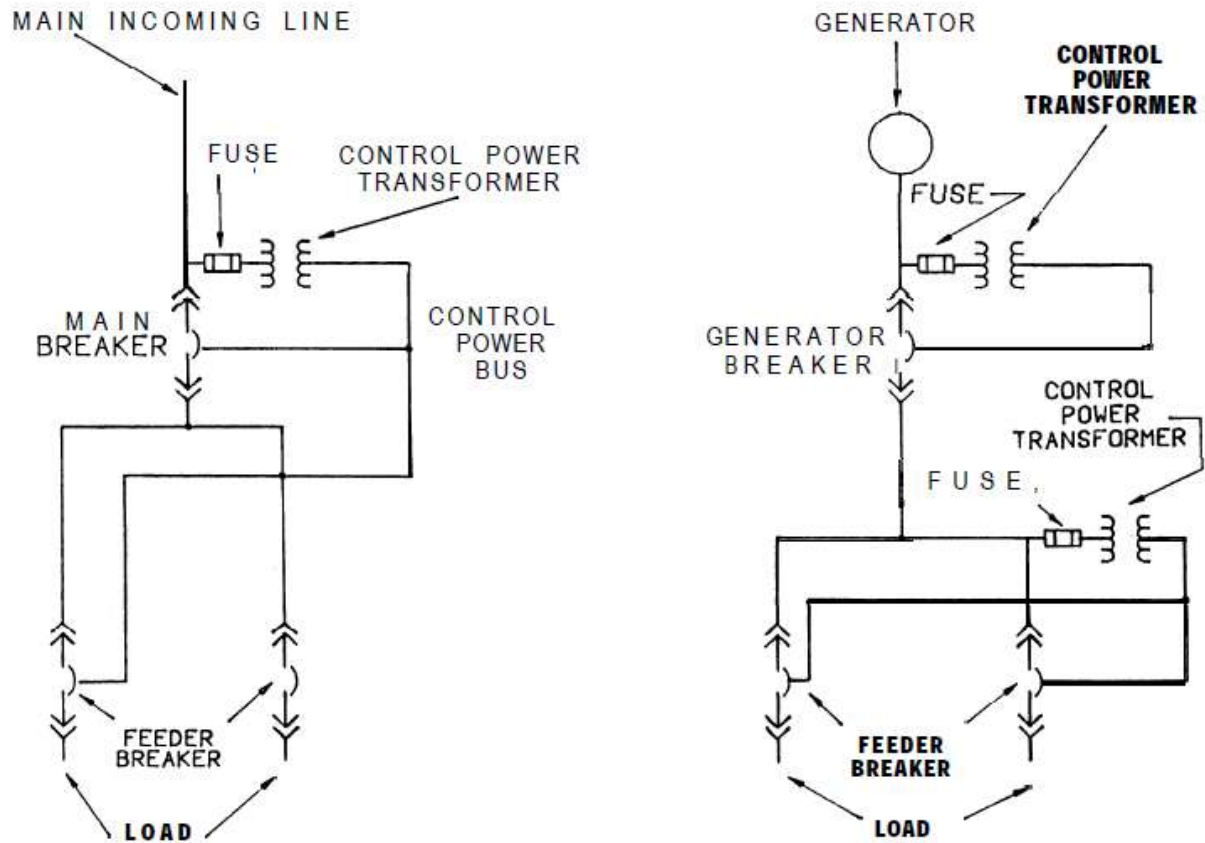 MAIN INCOMING LINE
FUSE
CONTROL POWER
TRANSFORMER
MAIN
BREAKER
CONTROL
POWER
BUS
FEEDER
BREAKER
LOAD
GENERATOR
CONTROL
POWER
TRANSFORMER
FUSE
GENERATOR
BREAKER
CONTROL
POWER
TRANSFORMER
FUSE
FEEDER
BREAKER
LOAD